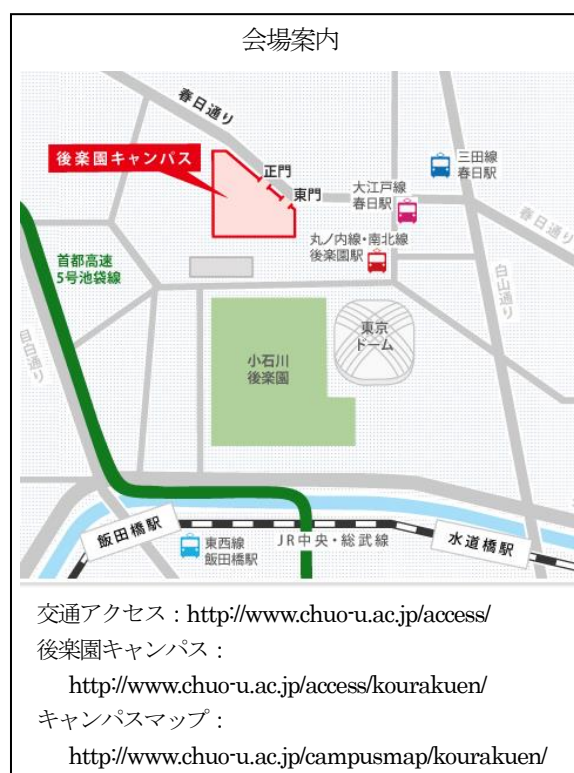 会場案内
春日通り
後楽園キャンパス
正門
東門
三田線
春日駅
大江戸線
春日駅
丸ノ内線・南北線
後楽園駅
春日通り
首都高速
5号池袋線
白山通り
目白通り
東京
ドーム
小石川
後楽園
飯田橋駅
東西線
飯田橋駅
JR中央・総武線
水道橋駅
交通アクセス：http://www.chuo-u.ac.jp/access/
後楽園キャンパス：
http://www.chuo-u.ac.jp/access/kourakuen/
キャンパスマップ：
http://www.chuo-u.ac.jp/campusmap/kourakuen/